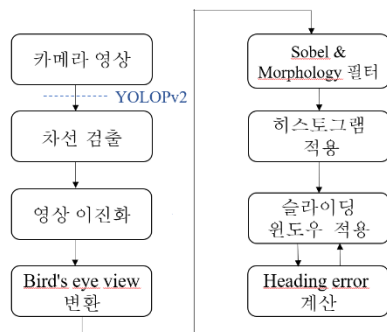 카메라 영상
YOLOPv2
차선 검출
영상 이진화
Bird's eye view
변환
Sobel &
Morphology 필터
히스토그램
적용
슬라이딩
윈도우 적용
Heading error
계산